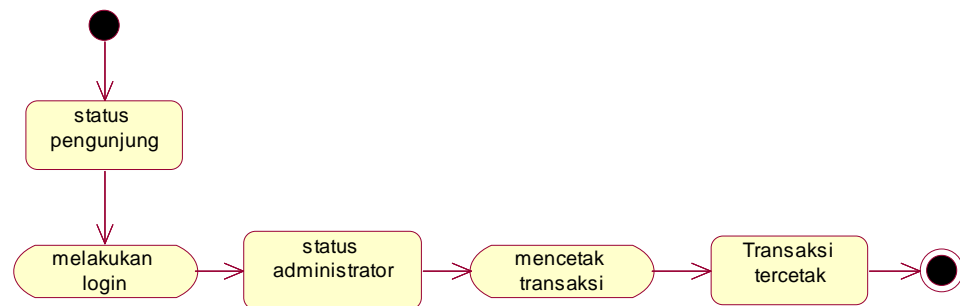 status
pengunjung
melakukan
login
status
administrator
mencetak
transaksi
Transaksi
tercetak